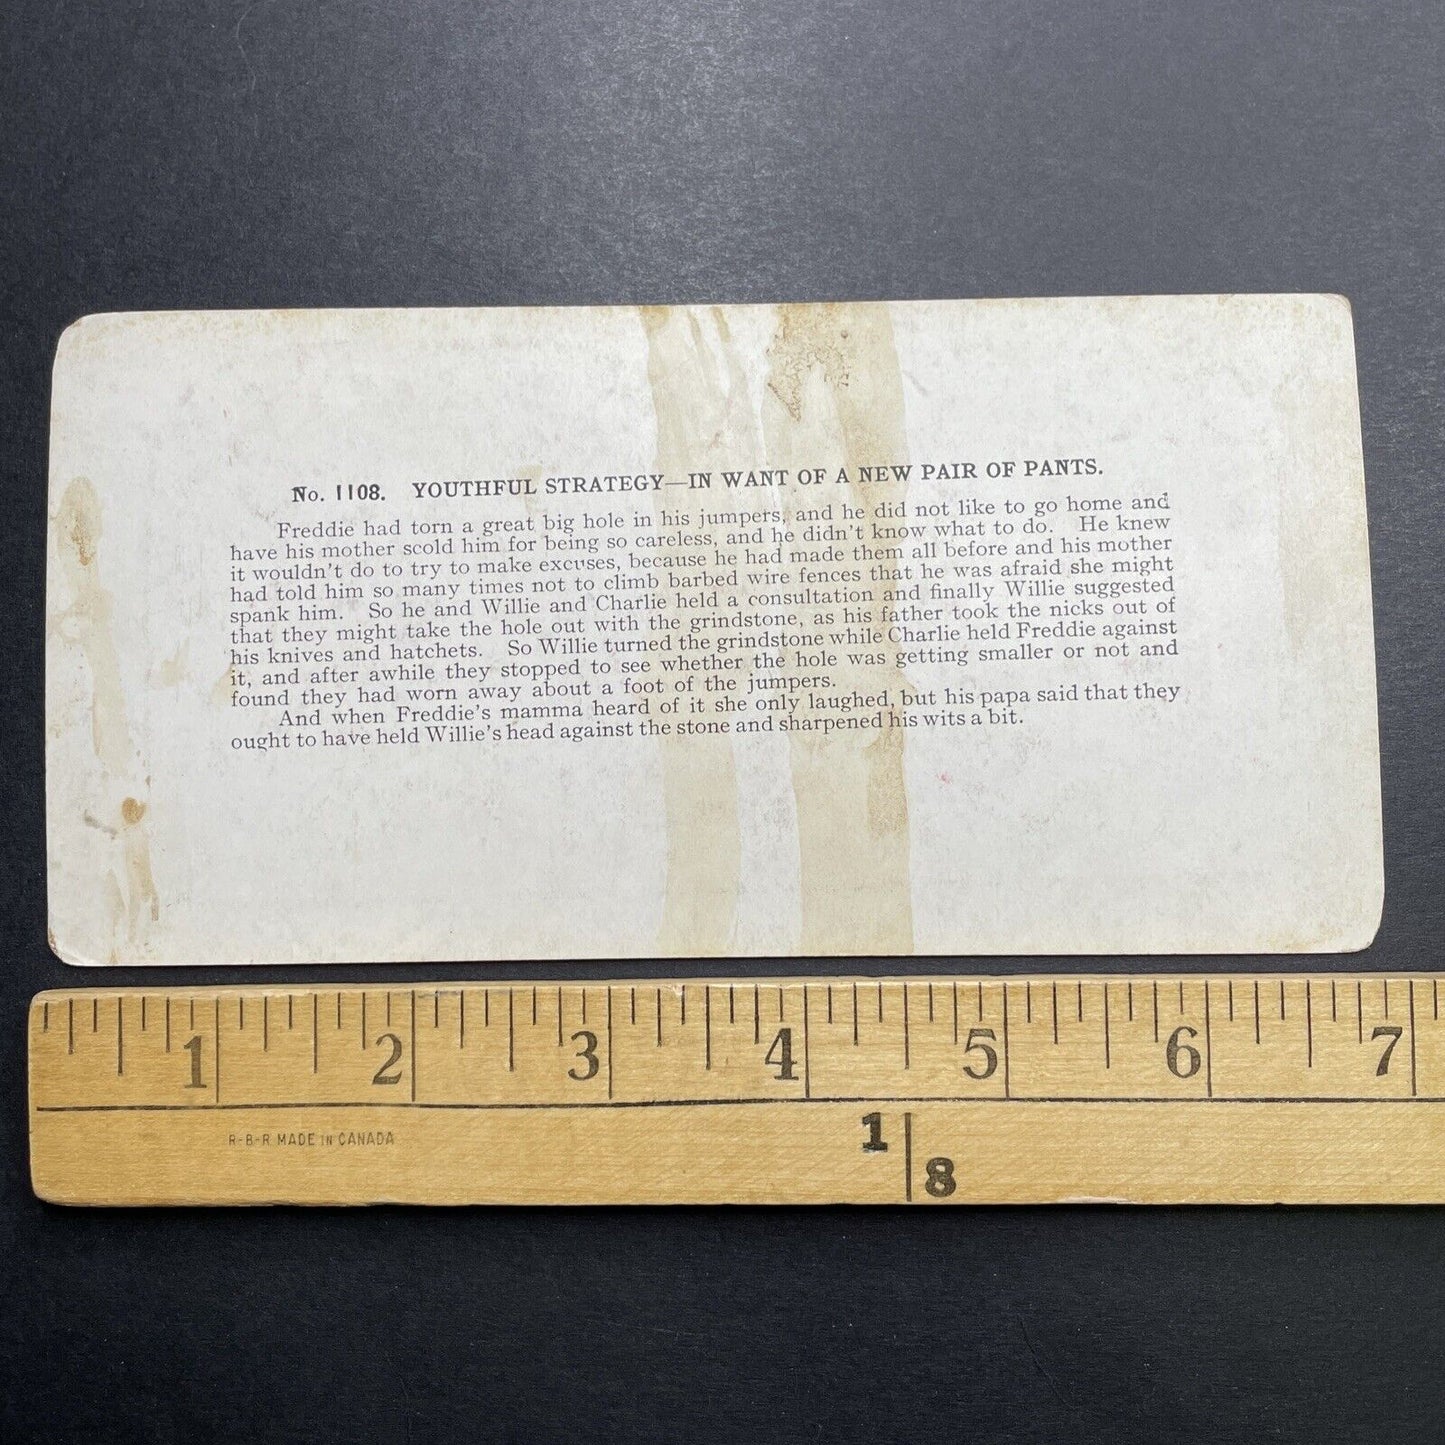 No. 1108. YOUTHFUL STRATEGY—IN WANT OF A NEW PAIR OF PANTS.
Freddie had torn a great big hole in his jumpers, and he did not like to go home and
have his mother scold him for being so careless, and he didn't know what to do. He knew
it wouldn't do to try to make excuses, because he had made them all before and his mother
had told him so many times not to climb barbed wire fences that he was afraid she might
spank him. So he and Willie and Charlie held a consultation and finally Willie suggested
that they might take the hole out with the grindstone, as his father took the nicks out of
his knives and hatchets. So Willie turned the grindstone while Charlie held Freddie against
it, and after awhile they stopped to see whether the hole was getting smaller or not and
found they had worn away about a foot of the jumpers.
And when Freddie's mamma heard of it she only laughed, but his papa said that they
ought to have held Willie's head against the stone and sharpened his wits a bit.
1 2 3 4 5 6 7
R-B-R MADE IN CANADA
1
8